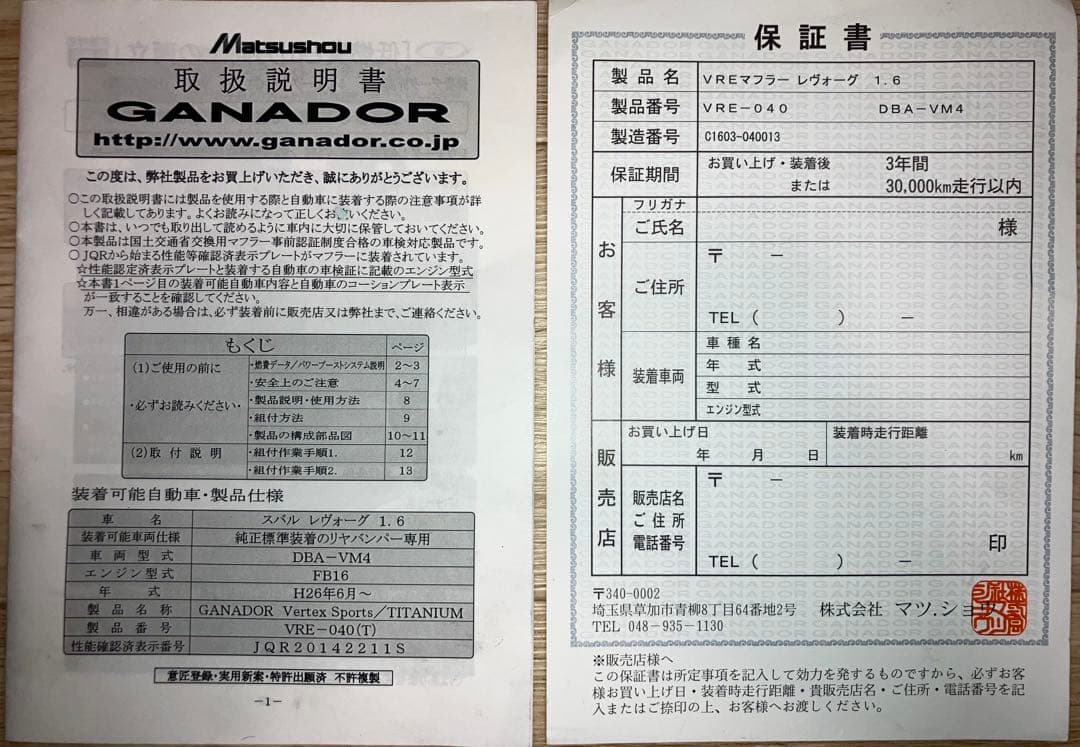 Matsushou
取扱説明書
GANADOR
http://www.ganador.co.jp
この度は、弊社製品をお買上げいただき、誠にありがとうございます。
○この取扱説明書には製品を使用する際と自動車に装着する際の注意事項が詳
しく記載してあります。よくお読みになって正しくお使いください。
○本書は、いつでも取り出して読めるように車内に大切に保管しておいてください。
○本製品は国土交通省交換用マフラー事前認証制度合格の車検対応製品です。
○JQRから始まる性能等確認済表示プレートがマフラーに装着されています。
☆性能認定済表示プレートと装着する自動車の車検証に記載のエンジン型式
☆本書1ページ目の装着可能自動車内容と自動車のコーションプレート表示
が一致することを確認してください。
万一、相違がある場合は、必ず装着前に販売店又は弊社まで、ご連絡ください。
もくじ ページ
(1)ご使用の前に ・燃費データ/パワーブーストシステム説明 2~3
・安全上のご注意 4~7
・必ずお読みください・ ・製品説明・使用方法 8
・組付方法 9
・製品の構成部品図 10~11
(2)取付説明 ・組付作業手順1. 12
・組付作業手順2. 13
装着可能自動車・製品仕様
車名 スバル レヴォーグ 1.6
装着可能車両仕様 純正標準装着のリヤバンパー専用
車両型式 DBA-VM4
エンジン型式 FB16
年式 H26年6月~
製品名称 GANADOR Vertex Sports/TITANIUM
製品番号 VRE-040(T)
性能確認済表示番号 JQR20142211S
意匠登録・実用新案・特許出願済 不許複製
-1-
保証書
製品名 VREマフラー レヴォーグ 1.6
製品番号 VRE-040 DBA-VM4
製造番号 C1603-040013
保証期間 お買い上げ・装着後 3年間
または 30,000km走行以内
お客様 フリガナ
ご氏名 様
ご住所 〒 -
TEL ( ) -
装着車両 車種名
年式
型式
エンジン型式
販売店 お買い上げ日 装着時走行距離
年 月 日 km
販売店名 〒 -
ご住所
電話番号 印
TEL ( ) -
〒340-0002
埼玉県草加市青柳8丁目64番地2号 株式会社 マツ.ショウ
TEL 048-935-1130
※販売店様へ
この保証書は所定事項を記入して効力を発するものですから、必ずお客
様お買い上げ日・装着時走行距離・貴販売店名・ご住所・電話番号を記
入またはご捺印の上、お客様へお渡しください。